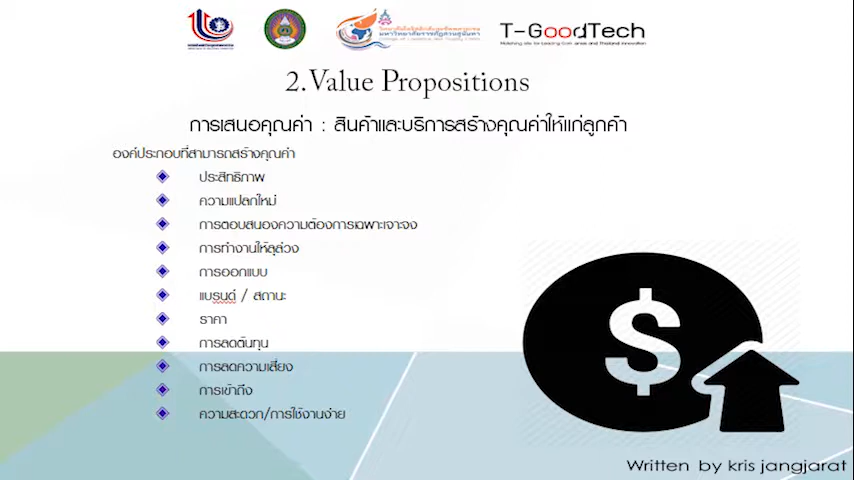 T-GoodTech
2.Value Propositions
การเสนอคุณค่า : สินค้าและบริการสร้างคุณค่าให้แก่ลูกค้า
องค์ประกอบที่สามารถสร้างคุณค่า
ประสิทธิภาพ
ความแปลกใหม่
การตอบสนองความต้องการเฉพาะเจาะจง
การทำงานให้ลุล่วง
การออกแบบ
แบรนด์ / สถานะ
ราคา
การลดต้นทุน
การลดความเสี่ยง
การเข้าถึง
ความสะดวก/การใช้งานง่าย
$
Written by kris jangjarat